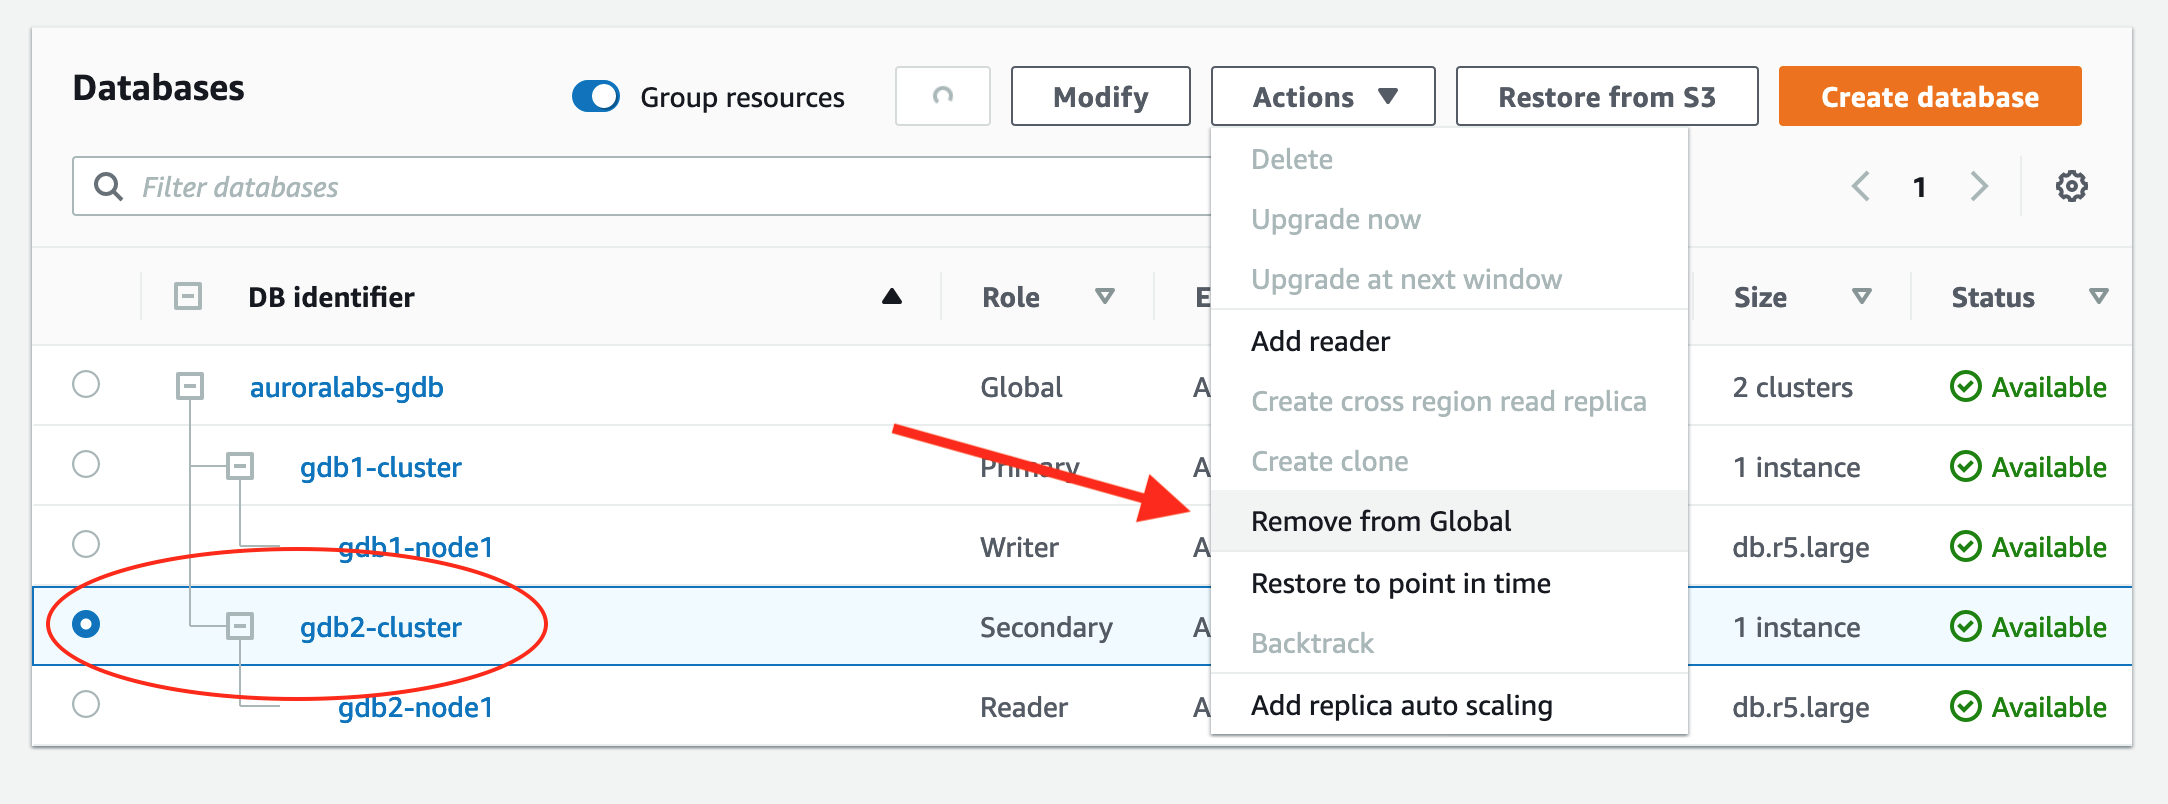 Databases
Group resources
Modify
Actions
Restore from S3
Create database
Filter databases
1
Delete
Upgrade now
Upgrade at next window
Add reader
Create cross region read replica
Create clone
Remove from Global
Restore to point in time
Backtrack
Add replica auto scaling
DB identifier Role E Size Status
auroralabs-gdb Global A 2 clusters Available
gdb1-cluster Primary A 1 instance Available
gdb1-node1 Writer A db.r5.large Available
gdb2-cluster Secondary A 1 instance Available
gdb2-node1 Reader A db.r5.large Available